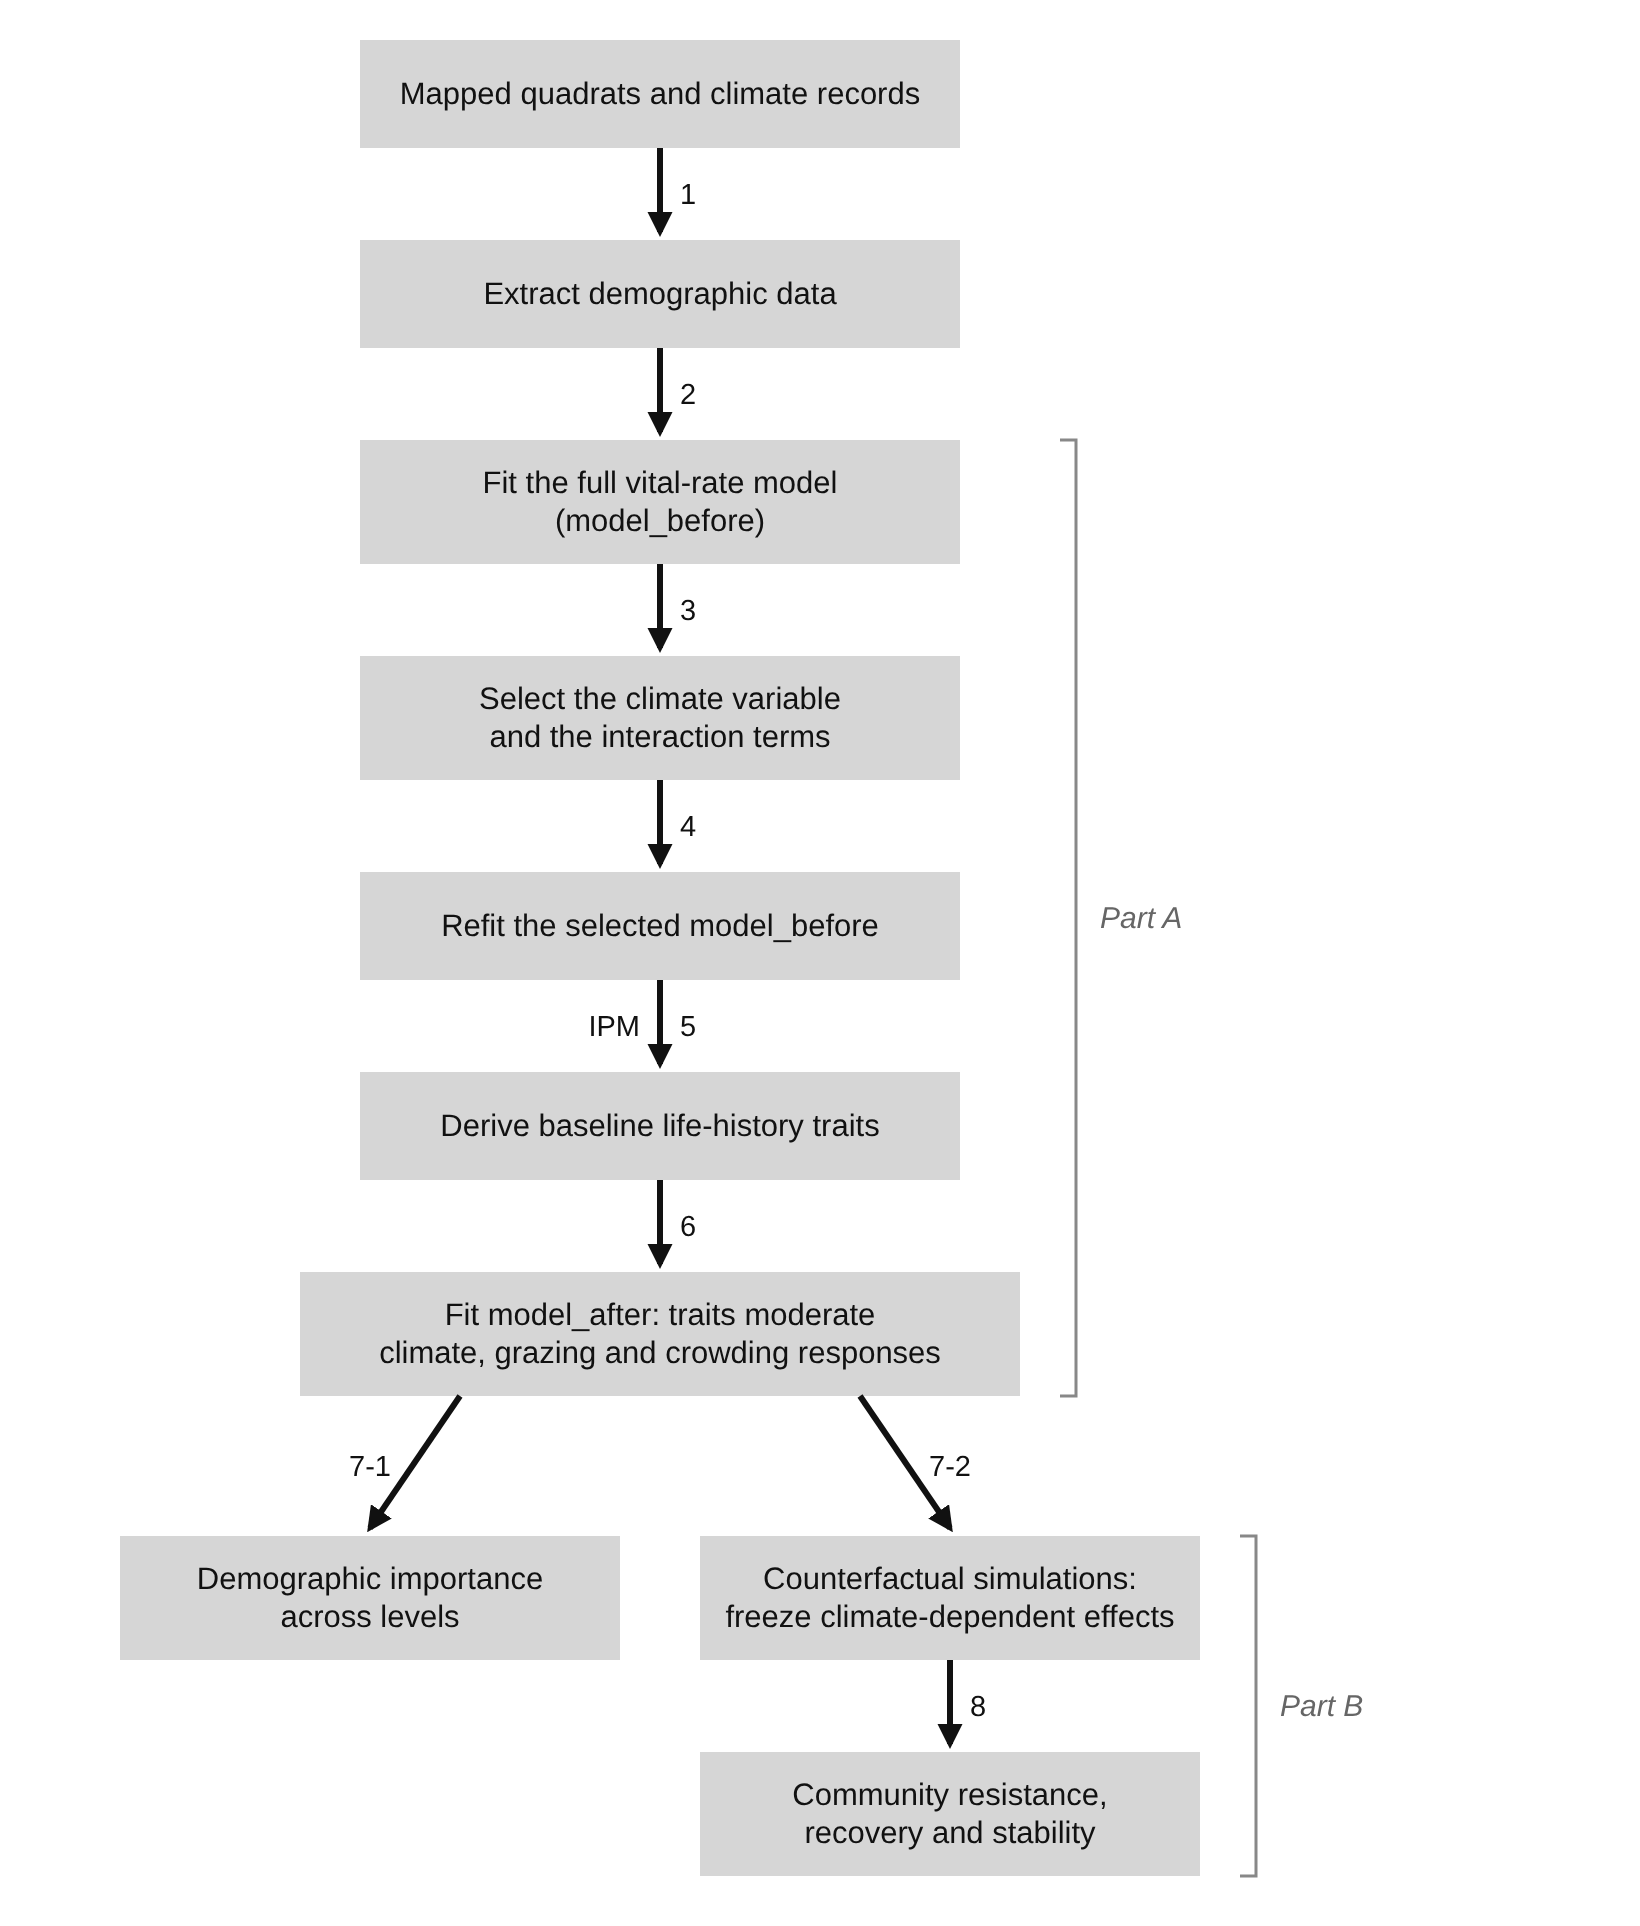 Mapped quadrats and climate records
1
Extract demographic data
2
Fit the full vital-rate model
(model_before)
3
Select the climate variable
and the interaction terms
4
Refit the selected model_before
Part A
IPM 5
Derive baseline life-history traits
6
Fit model_after: traits moderate
climate, grazing and crowding responses
7-1
7-2
Demographic importance
across levels
Counterfactual simulations:
freeze climate-dependent effects
8
Part B
Community resistance,
recovery and stability